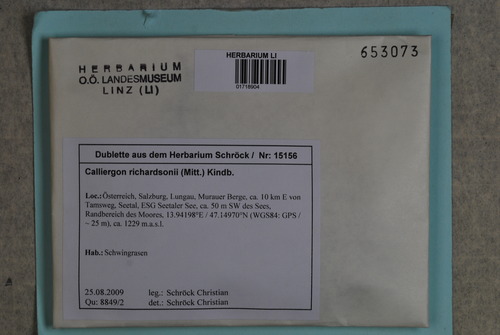 HERBARIUM
O.Ö. LANDESMUSEUM
LINZ (LI)
HERBARIUM LI
01718904
653073
Dublette aus dem Herbarium Schröck / Nr: 15156
Calliergon richardsonii (Mitt.) Kindb.
Loc.: Österreich, Salzburg, Lungau, Murauer Berge, ca. 10 km E von
Tamsweg, Seetal, ESG Seetaler See, ca. 50 m SW des Sees,
Randbereich des Moores, 13.94198°E / 47.14970°N (WGS84: GPS /
~ 25 m), ca. 1229 m.a.s.l.
Hab.: Schwingrasen
25.08.2009 leg.: Schröck Christian
Qu: 8849/2 det.: Schröck Christian